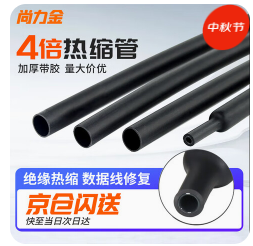 尚力金
中秋节
4倍热缩管
加厚带胶 量大价优
绝缘热缩 数据线修复
京仓闪送
快至当日次日达